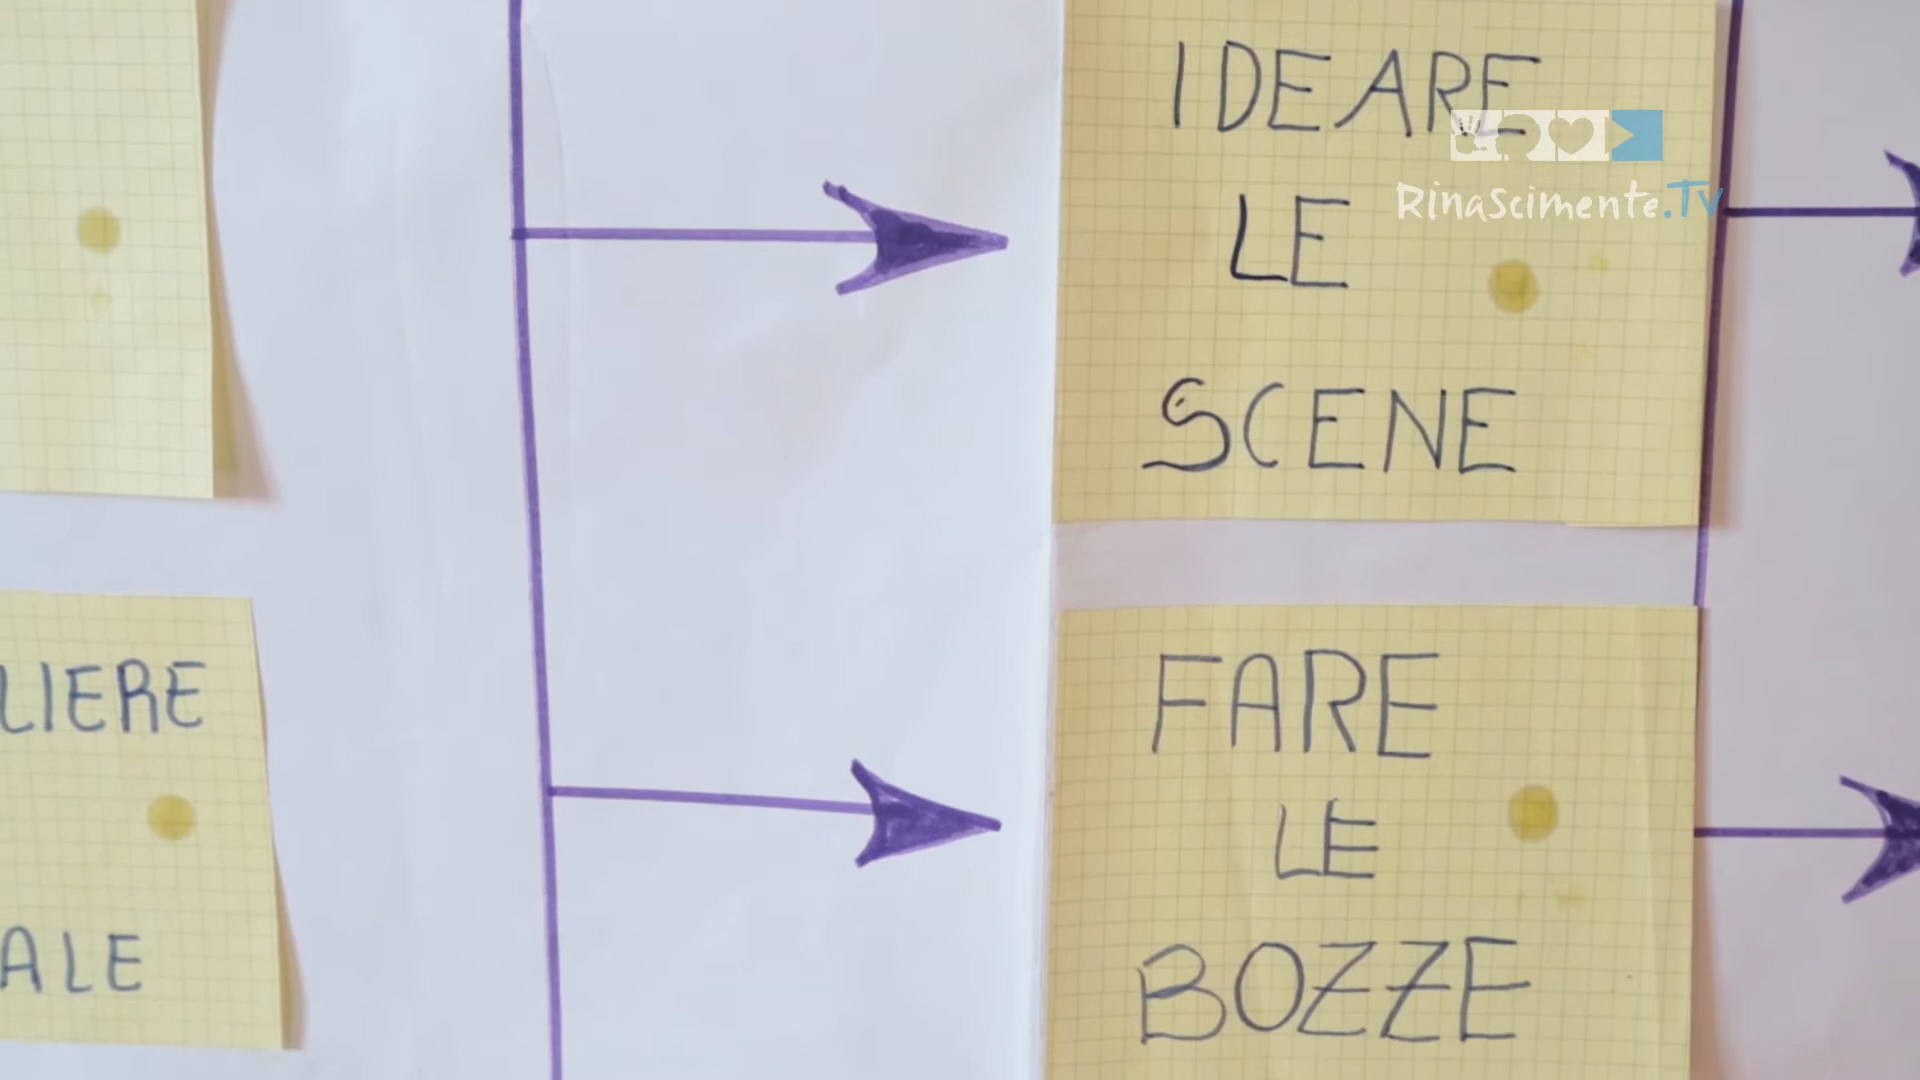 IDEARE
LE
SCENE
RinaScimente.Tv
LIERE
ALE
FARE
LE
BOZZE